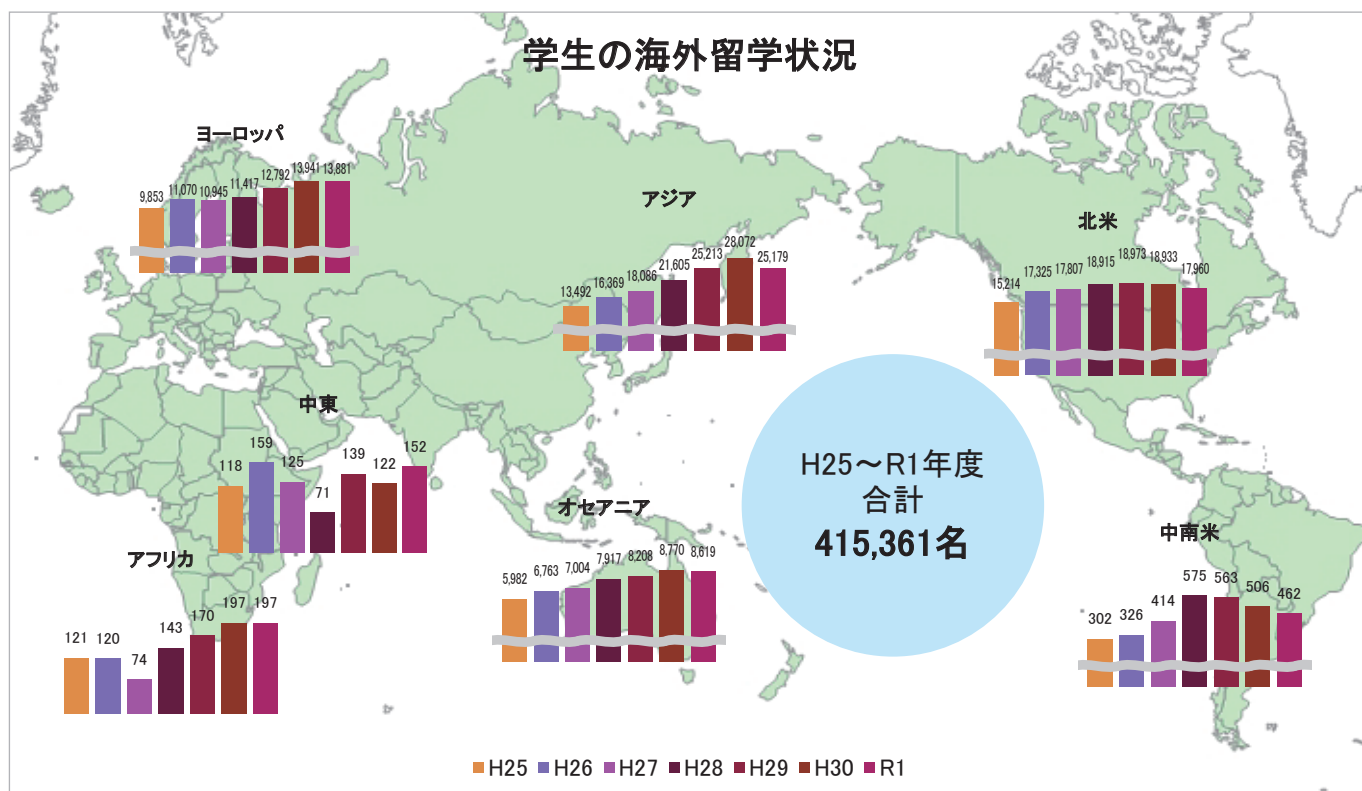 学生の海外留学状況
ヨーロッパ
9,853 11,070 10,945 11,417 12,792 13,941 13,881
アジア
13,492 16,369 18,086 21,605 25,213 28,072 25,179
北米
15,214 17,325 17,807 18,915 18,973 18,933 17,960
中東
118 159 125 71 139 122 152
アフリカ
121 120 74 143 170 197 197
オセアニア
5,982 6,763 7,004 7,917 8,208 8,770 8,619
H25～R1年度
合計
415,361名
中南米
302 326 414 575 563 506 462
H25 H26 H27 H28 H29 H30 R1